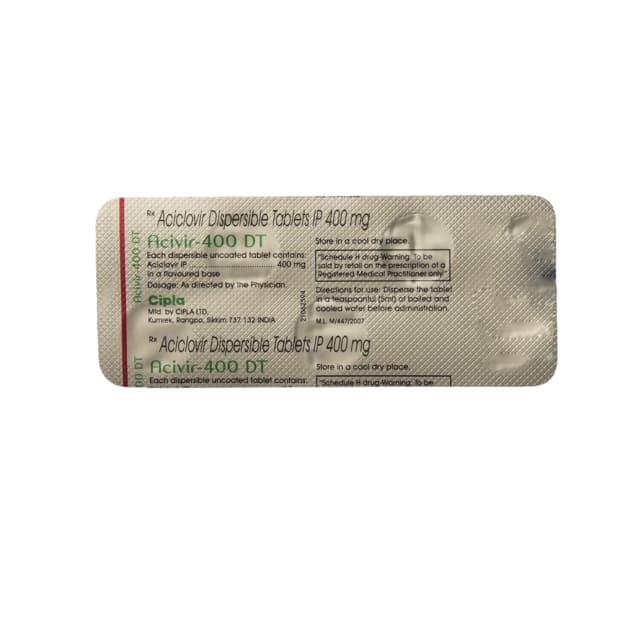 Rx Aciclovir Dispersible Tablets IP 400 mg
Acivir-400 DT
Each dispersible uncoated tablet contains:
Aciclovir IP ............................ 400 mg
in a flavoured base
Dosage: As directed by the Physician.
Cipla
Mfd. by CIPLA LTD.
Kumrek, Rangpo, Sikkim 737 132 INDIA
21062594
Store in a cool dry place.
"Schedule H drug-Warning: To be
sold by retail on the prescription of a
Registered Medical Practitioner only"
Directions for use: Disperse the tablet
in a teaspoonful (5ml) of boiled and
cooled water before administration.
M.L. M/447/2007
Acivir-400 DT
Rx Aciclovir Dispersible Tablets IP 400 mg
Acivir-400 DT
Each dispersible uncoated tablet contains:
Store in a cool dry place.
"Schedule H drug-Warning: To be
00 DT